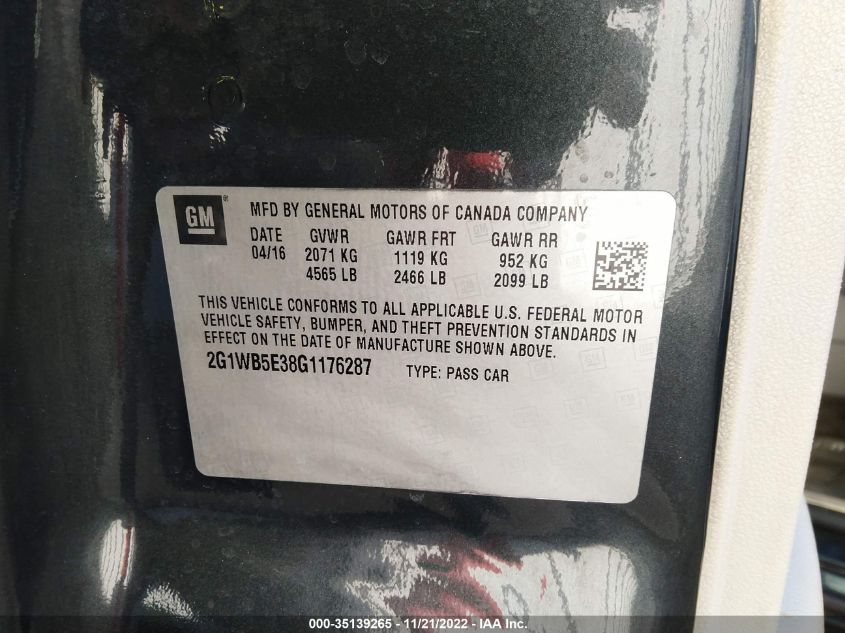 GM
MFD BY GENERAL MOTORS OF CANADA COMPANY
DATE GVWR GAWR FRT GAWR RR
04/16 2071 KG 1119 KG 952 KG
4565 LB 2466 LB 2099 LB
THIS VEHICLE CONFORMS TO ALL APPLICABLE U.S. FEDERAL MOTOR
VEHICLE SAFETY, BUMPER, AND THEFT PREVENTION STANDARDS IN
EFFECT ON THE DATE OF MANUFACTURE SHOWN ABOVE.
2G1WB5E38G1176287 TYPE: PASS CAR
000-35139265 - 11/21/2022 - IAA Inc.